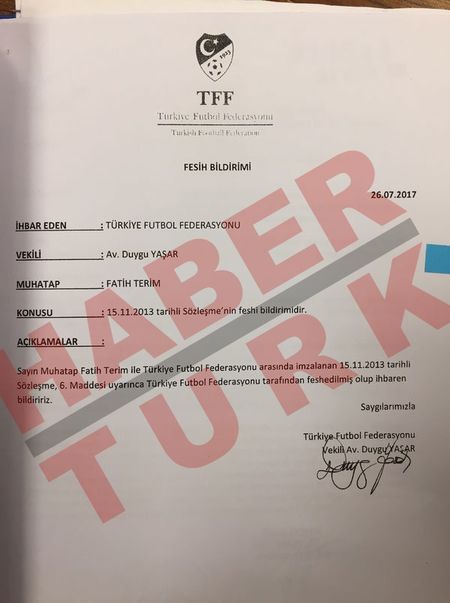 1923
TFF
Türkiye Futbol Federasyonu
Turkish Football Federation
FESİH BİLDİRİMİ
26.07.2017
İHBAR EDEN : TÜRKİYE FUTBOL FEDERASYONU
VEKİLİ : Av. Duygu YAŞAR
MUHATAP : FATİH TERİM
KONUSU : 15.11.2013 tarihli Sözleşme'nin feshi bildirimidir.
AÇIKLAMALAR :
Sayın Muhatap Fatih Terim ile Türkiye Futbol Federasyonu arasında imzalanan 15.11.2013 tarihli
Sözleşme, 6. Maddesi uyarınca Türkiye Futbol Federasyonu tarafından feshedilmiş olup ihbaren
bildiririz.
Saygılarımızla
Türkiye Futbol Federasyonu
Vekili Av. Duygu YAŞAR
HABER
TURK